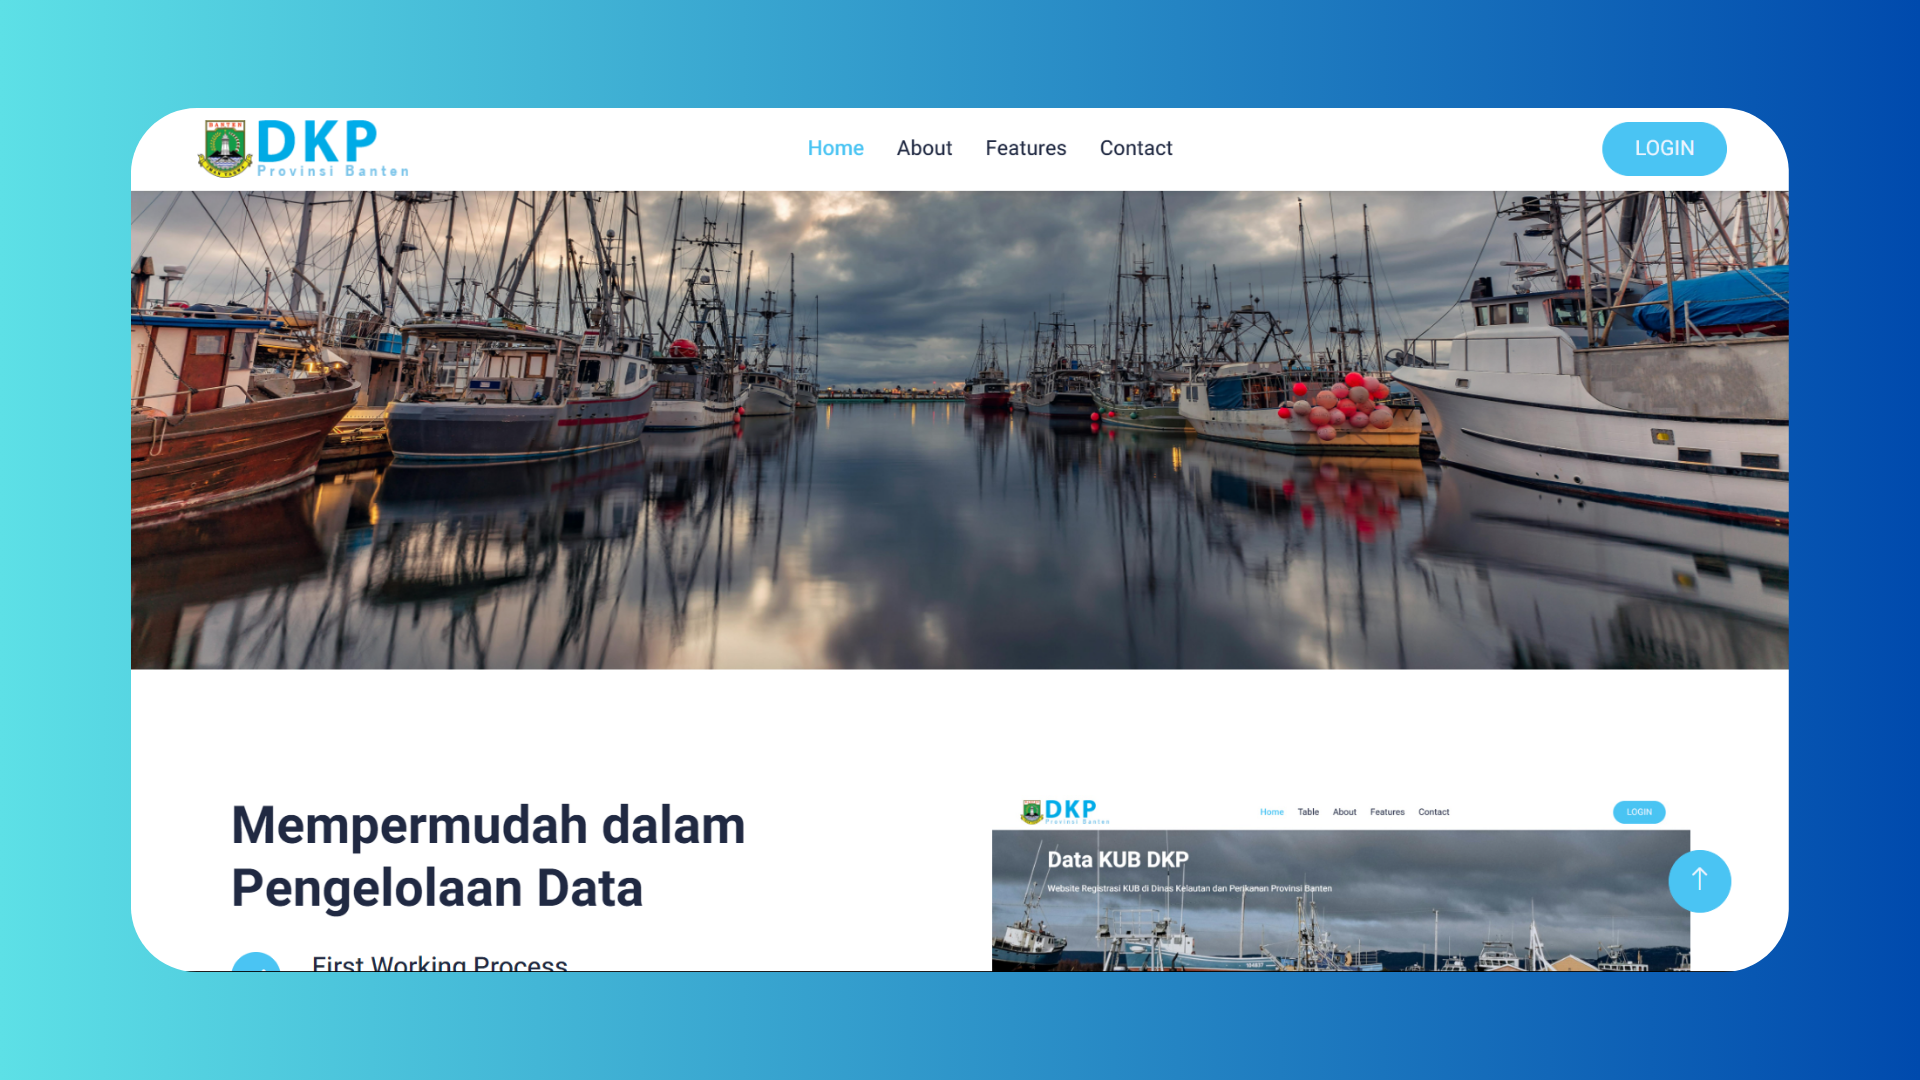 BANTEN
DKP
Provinsi Banten
Home
About
Features
Contact
LOGIN
Mempermudah dalam
Pengelolaan Data
First Working Process
DKP
Provinsi Banten
Home
Table
About
Features
Contact
LOGIN
Data KUB DKP
Website Registrasi KUB di Dinas Kelautan dan Perikanan Provinsi Banten